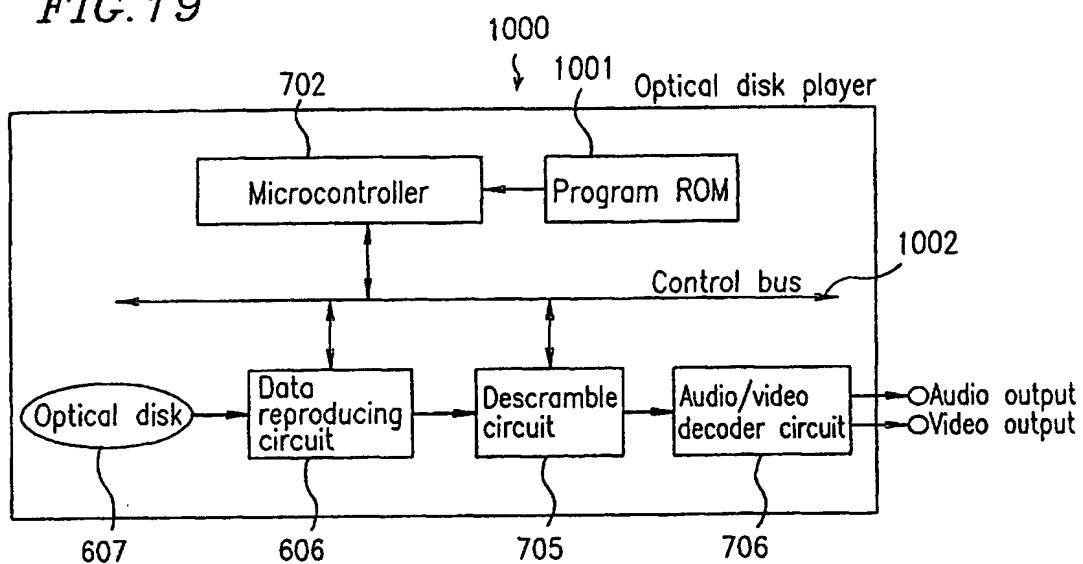 FIG. 19
1000
702
1001
Optical disk player
Microcontroller
Program ROM
1002
Control bus
Optical disk
Data
reproducing
circuit
Descramble
circuit
Audio/video
decoder circuit
Audio output
Video output
607
606
705
706